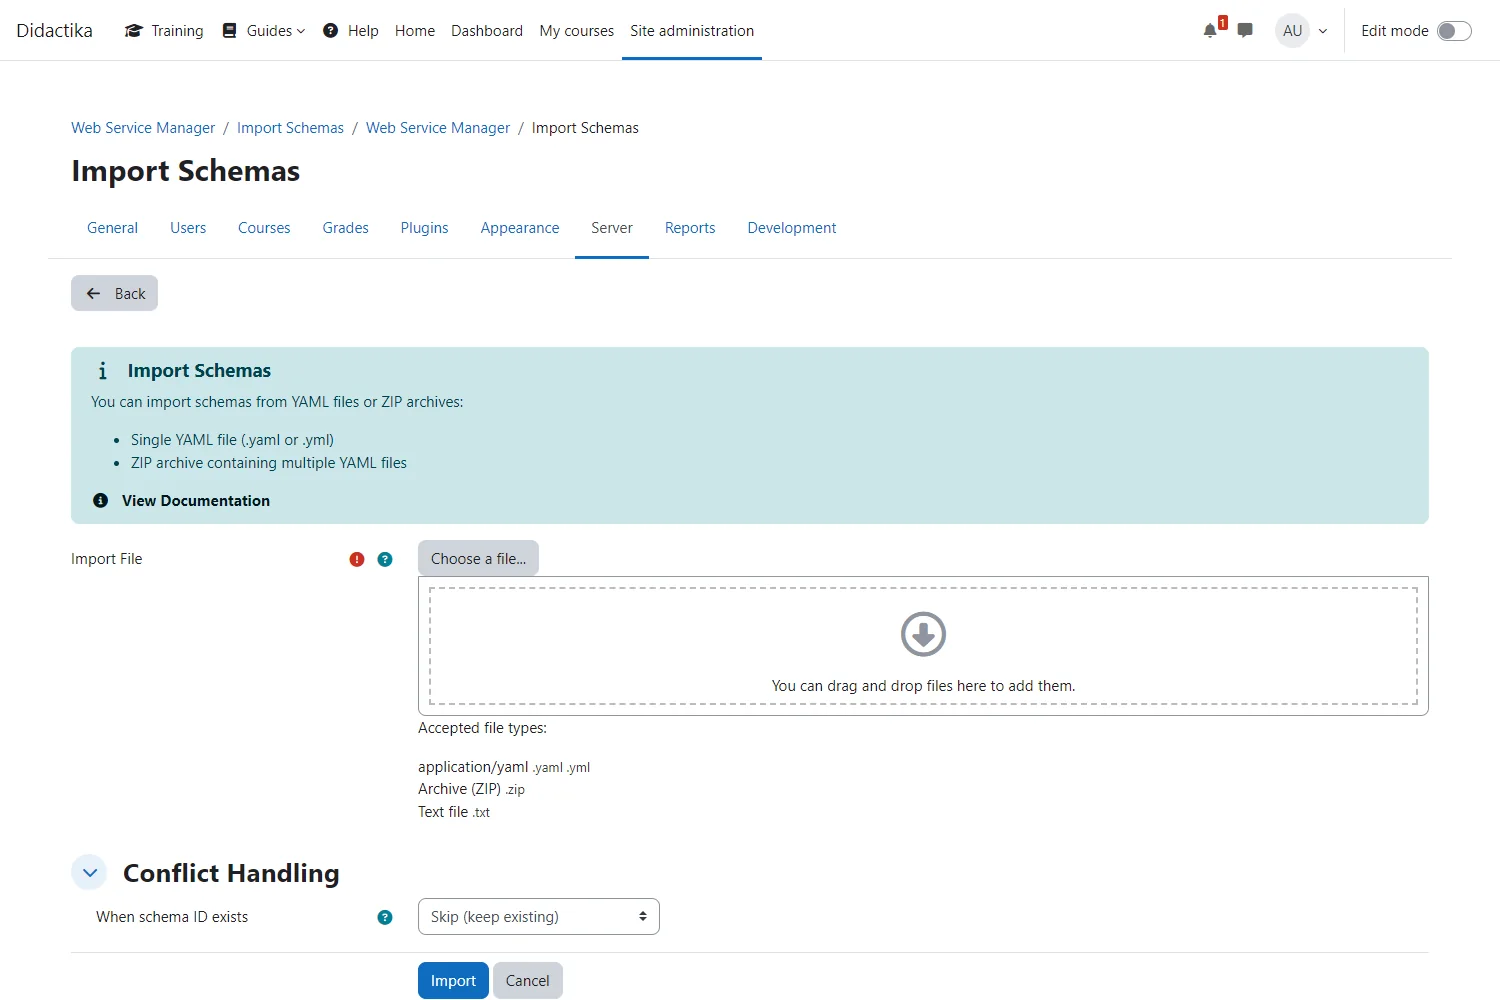 Didactika Training Guides Help Home Dashboard My courses Site administration 1 AU Edit mode
Web Service Manager / Import Schemas / Web Service Manager / Import Schemas
Import Schemas
General Users Courses Grades Plugins Appearance Server Reports Development
Back
Import Schemas
You can import schemas from YAML files or ZIP archives:
• Single YAML file (.yaml or .yml)
• ZIP archive containing multiple YAML files
View Documentation
Import File ! ? Choose a file...
You can drag and drop files here to add them.
Accepted file types:
application/yaml .yaml .yml
Archive (ZIP) .zip
Text file .txt
Conflict Handling
When schema ID exists ? Skip (keep existing)
Import Cancel